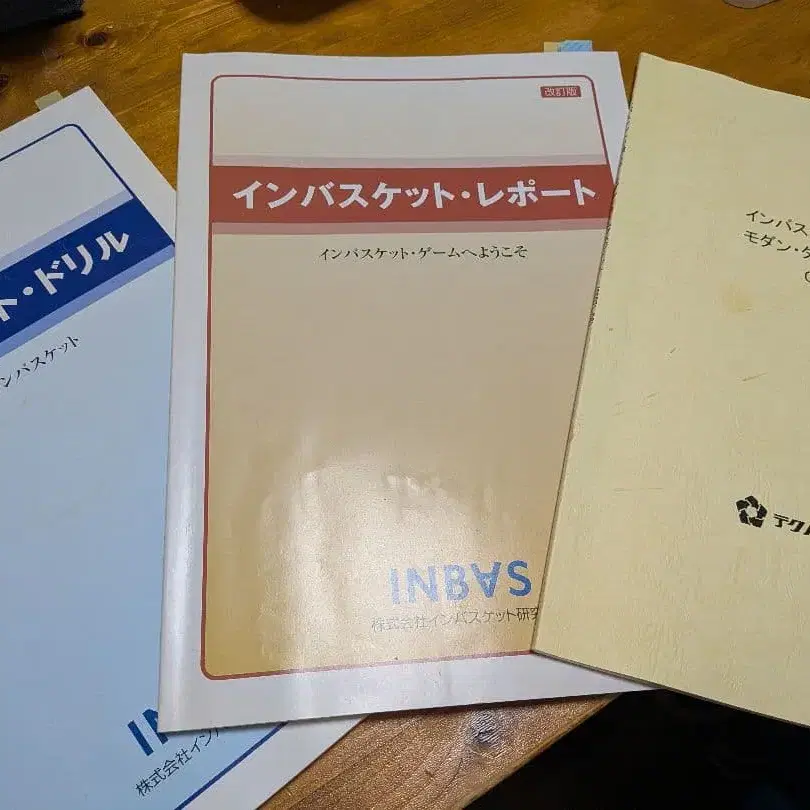 ト・ドリル
ンバスケット
IN
株式会社イン
改訂版
インバスケット・レポート
インバスケット・ゲームへようこそ
INBAS
株式会社インバスケット研究
インバス
モダン・
テク